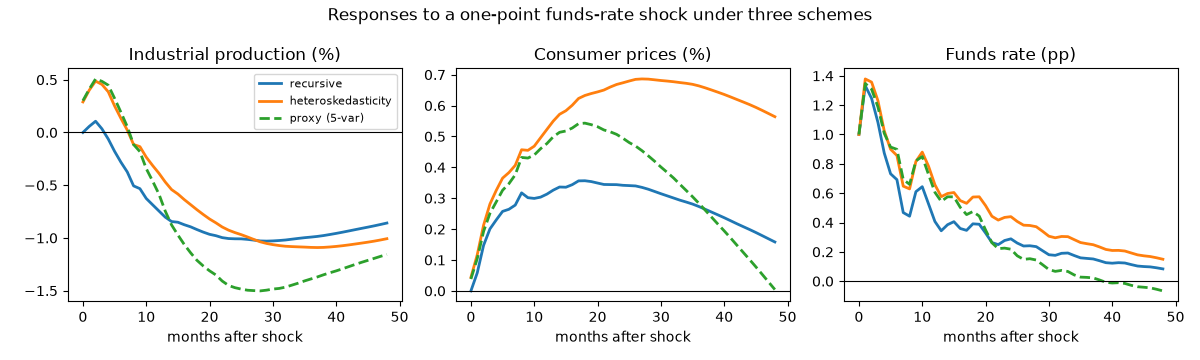 Responses to a one-point funds-rate shock under three schemes
Industrial production (%)
0.5
0.0
−0.5
−1.0
−1.5
recursive
heteroskedasticity
proxy (5-var)
0 10 20 30 40 50
months after shock
Consumer prices (%)
0.7
0.6
0.5
0.4
0.3
0.2
0.1
0.0
0 10 20 30 40 50
months after shock
Funds rate (pp)
1.4
1.2
1.0
0.8
0.6
0.4
0.2
0.0
0 10 20 30 40 50
months after shock